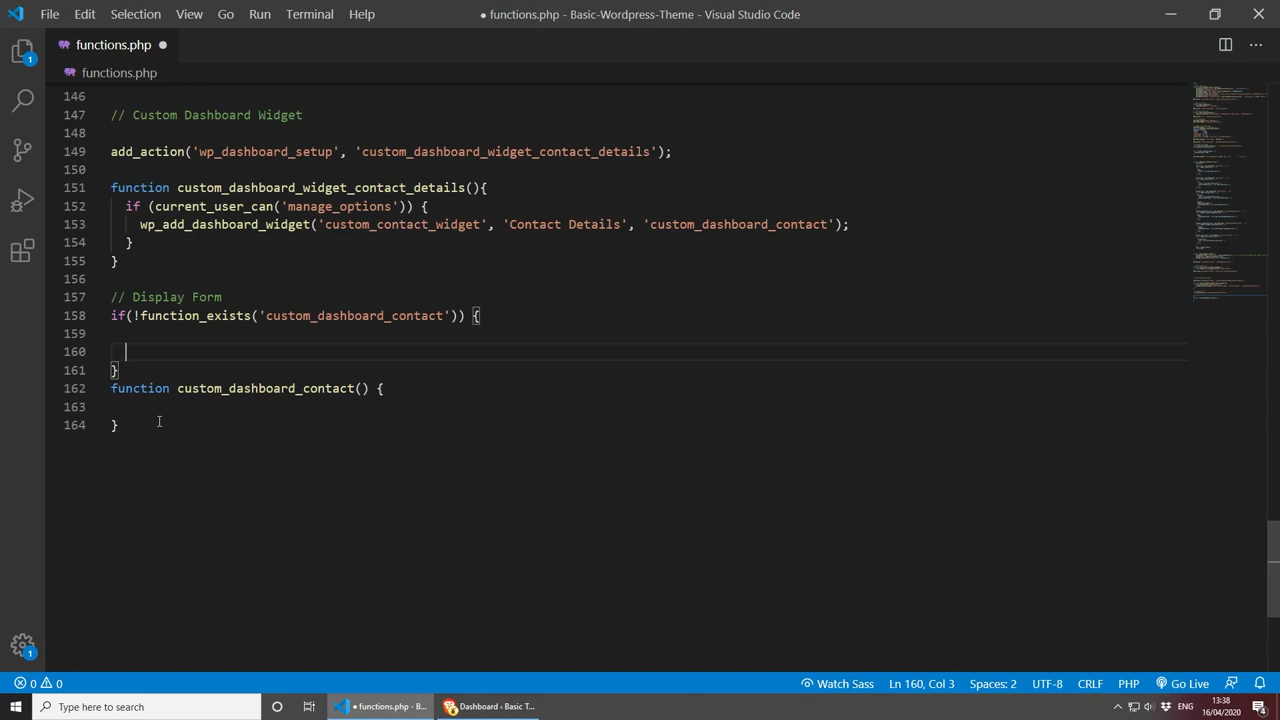 File Edit Selection View Go Run Terminal Help
● functions.php - Basic-Wordpress-Theme - Visual Studio Code
functions.php ●
functions.php
146
147 // Custom Dashboard Widget
148
149 add_action('wp_dashboard_setup', 'custom_dashboard_widget_contact_details');
150
151 function custom_dashboard_widget_contact_details(){
152 if (current_user_can('manage_options')) {
153 wp_add_dashboard_widget( contact Details', 'custom_dashboard_contact');
154 }
155 }
156
157 // Display Form
158 if(!function_exists('custom_dashboard_contact')) {
159
160
161 }
162 function custom_dashboard_contact() {
163
164 }
1
1
0 0
Watch Sass
Ln 160, Col 3
Spaces: 2
UTF-8
CRLF
PHP
Go Live
Type here to search
● functions.php - B...
Dashboard ‹ Basic T...
ENG
13:38
16/04/2020
4